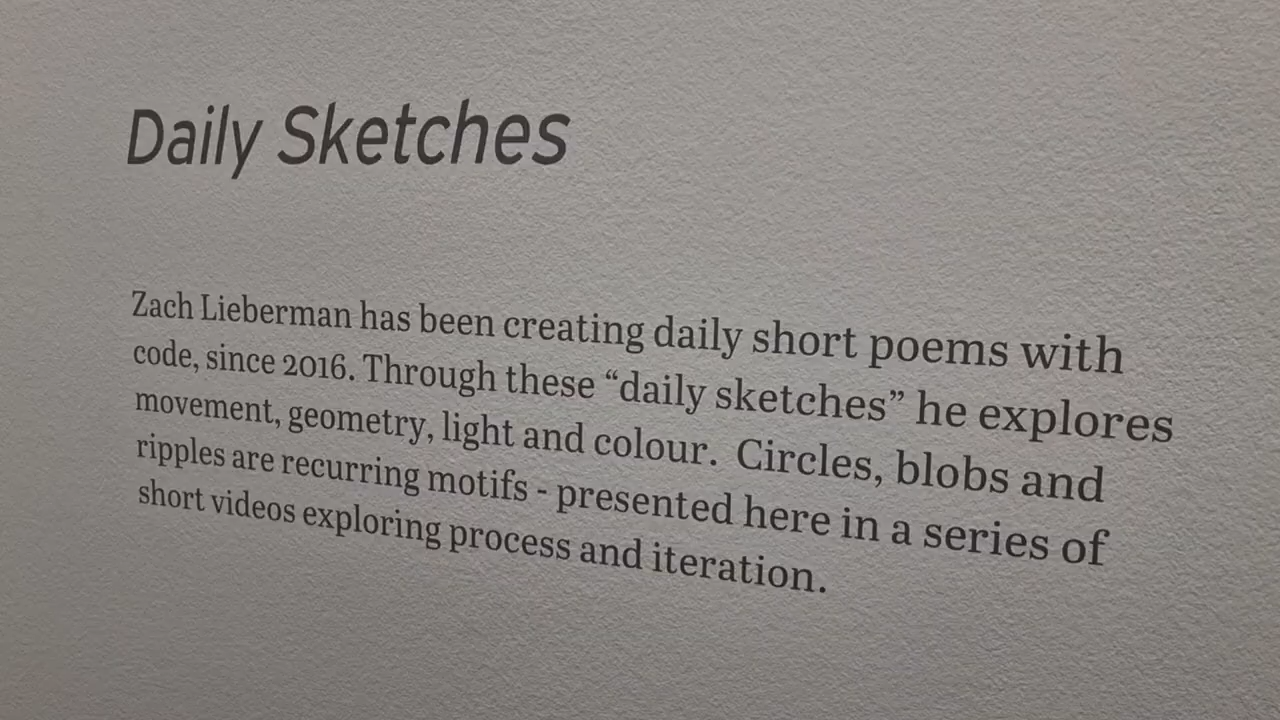 Daily Sketches
Zach Lieberman has been creating daily short poems with
code, since 2016. Through these “daily sketches” he explores
movement, geometry, light and colour. Circles, blobs and
ripples are recurring motifs - presented here in a series of
short videos exploring process and iteration.